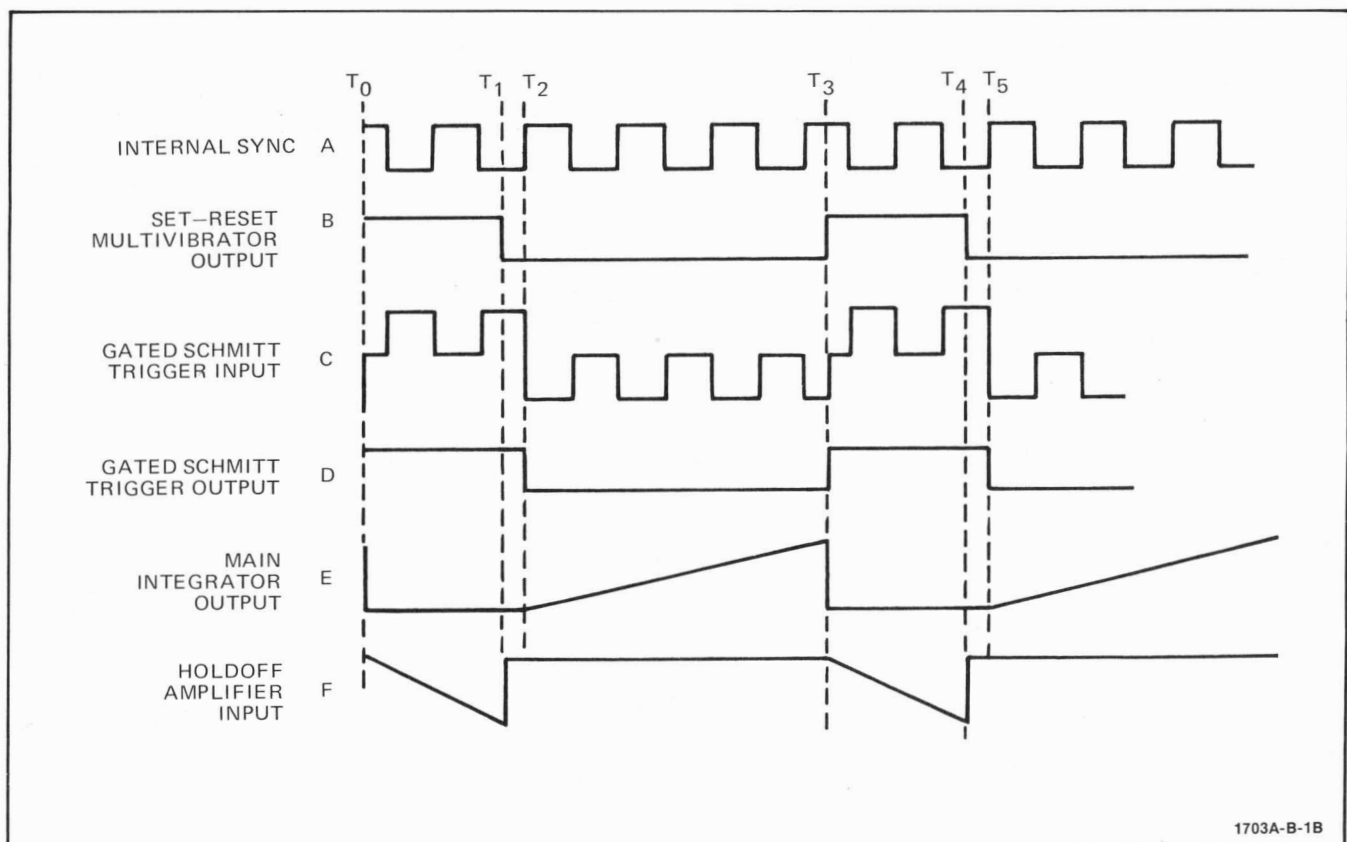 T0 T1 T2 T3 T4 T5
INTERNAL SYNC A
SET–RESET
MULTIVIBRATOR
OUTPUT
B
GATED SCHMITT
TRIGGER INPUT
C
GATED SCHMITT
TRIGGER OUTPUT
D
MAIN
INTEGRATOR
OUTPUT
E
HOLDOFF
AMPLIFIER
INPUT
F
1703A-B-1B